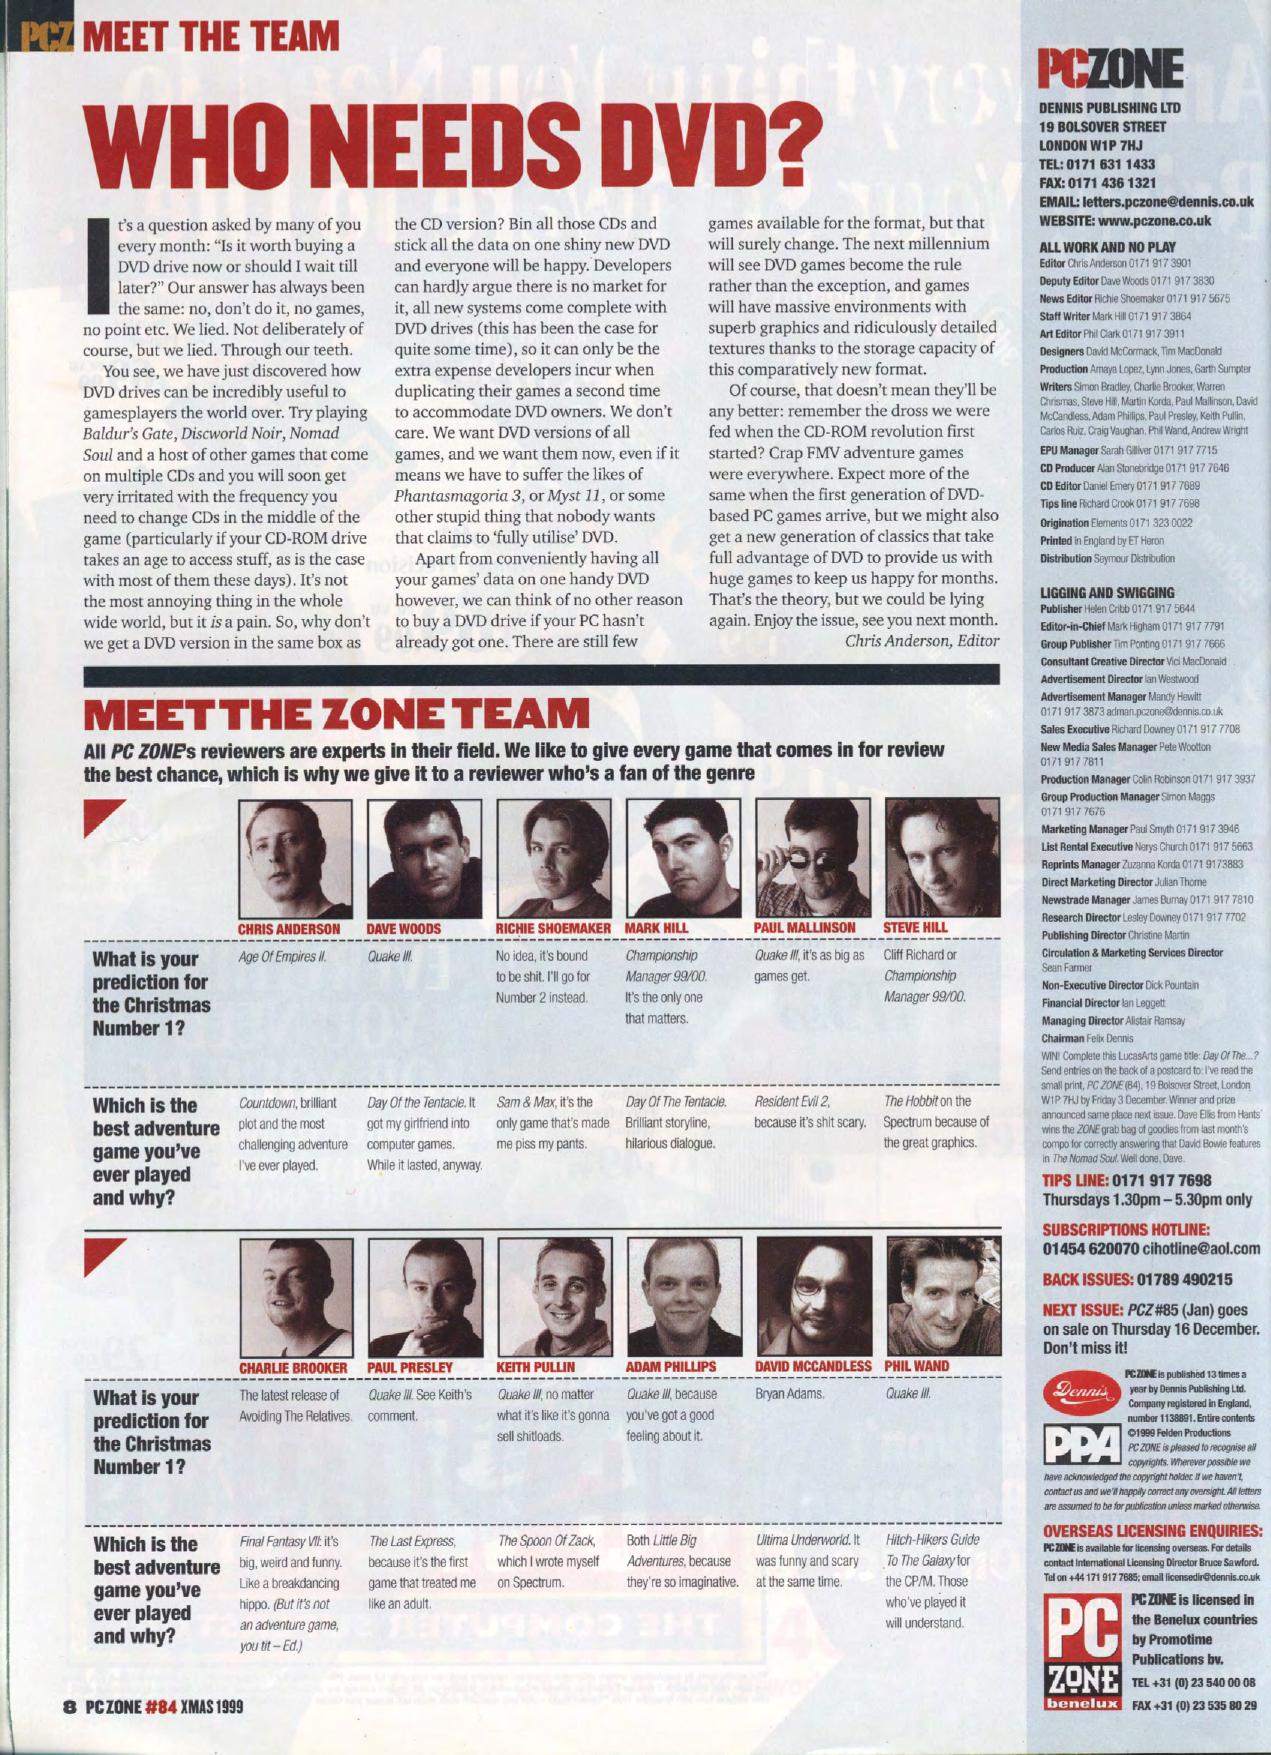 PCZ MEET THE TEAM
WHO NEEDS DVD?
It's a question asked by many of you
every month: "Is it worth buying a
DVD drive now or should I wait till
later?" Our answer has always been
the same: no, don't do it, no games,
no point etc. We lied. Not deliberately of
course, but we lied. Through our teeth.
You see, we have just discovered how
DVD drives can be incredibly useful to
gamesplayers the world over. Try playing
Baldur's Gate, Discworld Noir, Nomad
Soul and a host of other games that come
on multiple CDs and you will soon get
very irritated with the frequency you
need to change CDs in the middle of the
game (particularly if your CD-ROM drive
takes an age to access stuff, as is the case
with most of them these days). It's not
the most annoying thing in the whole
wide world, but it is a pain. So, why don't
we get a DVD version in the same box as
the CD version? Bin all those CDs and
stick all the data on one shiny new DVD
and everyone will be happy. Developers
can hardly argue there is no market for
it, all new systems come complete with
DVD drives (this has been the case for
quite some time), so it can only be the
extra expense developers incur when
duplicating their games a second time
to accommodate DVD owners. We don't
care. We want DVD versions of all
games, and we want them now, even if it
means we have to suffer the likes of
Phantasmagoria 3, or Myst 11, or some
other stupid thing that nobody wants
that claims to 'fully utilise' DVD.
Apart from conveniently having all
your games' data on one handy DVD
however, we can think of no other reason
to buy a DVD drive if your PC hasn't
already got one. There are still few
games available for the format, but that
will surely change. The next millennium
will see DVD games become the rule
rather than the exception, and games
will have massive environments with
superb graphics and ridiculously detailed
textures thanks to the storage capacity of
this comparatively new format.
Of course, that doesn't mean they'll be
any better: remember the dross we were
fed when the CD-ROM revolution first
started? Crap FMV adventure games
were everywhere. Expect more of the
same when the first generation of DVD-
based PC games arrive, but we might also
get a new generation of classics that take
full advantage of DVD to provide us with
huge games to keep us happy for months.
That's the theory, but we could be lying
again. Enjoy the issue, see you next month.
Chris Anderson, Editor
MEET THE ZONE TEAM
All PC ZONE's reviewers are experts in their field. We like to give every game that comes in for review
the best chance, which is why we give it to a reviewer who's a fan of the genre
CHRIS ANDERSON DAVE WOODS RICHIE SHOEMAKER MARK HILL PAUL MALLINSON STEVE HILL
What is your
prediction for
the Christmas
Number 1?
Age Of Empires II.
Quake III.
No idea, it's bound
to be shit. I'll go for
Number 2 instead.
Championship
Manager 99/00.
It's the only one
that matters.
Quake III, it's as big as
games get.
Cliff Richard or
Championship
Manager 99/00.
Which is the
best adventure
game you've
ever played
and why?
Countdown, brilliant
plot and the most
challenging adventure
I've ever played.
Day Of the Tentacle. It
got my girlfriend into
computer games.
While it lasted, anyway.
Sam & Max, it's the
only game that's made
me piss my pants.
Day Of The Tentacle.
Brilliant storyline,
hilarious dialogue.
Resident Evil 2,
because it's shit scary.
The Hobbit on the
Spectrum because of
the great graphics.
CHARLIE BROOKER PAUL PRESLEY KEITH PULLIN ADAM PHILLIPS DAVID MCCANDLESS PHIL WAND
What is your
prediction for
the Christmas
Number 1?
The latest release of
Avoiding The Relatives.
Quake III. See Keith's
comment.
Quake III, no matter
what it's like it's gonna
sell shitloads.
Quake III, because
you've got a good
feeling about it.
Bryan Adams.
Quake III.
Which is the
best adventure
game you've
ever played
and why?
Final Fantasy VII: it's
big, weird and funny.
Like a breakdancing
hippo. (But it's not
an adventure game,
you tit – Ed.)
The Last Express,
because it's the first
game that treated me
like an adult.
The Spoon Of Zack,
which I wrote myself
on Spectrum.
Both Little Big
Adventures, because
they're so imaginative.
Ultima Underworld. It
was funny and scary
at the same time.
Hitch-Hikers Guide
To The Galaxy for
the CP/M. Those
who've played it
will understand.
8 PC ZONE #84 XMAS 1999
PCZONE
DENNIS PUBLISHING LTD
19 BOLSOVER STREET
LONDON W1P 7HJ
TEL: 0171 631 1433
FAX: 0171 436 1321
EMAIL: letters.pczone@dennis.co.uk
WEBSITE: www.pczone.co.uk
ALL WORK AND NO PLAY
Editor Chris Anderson 0171 917 3901
Deputy Editor Dave Woods 0171 917 3830
News Editor Richie Shoemaker 0171 917 5675
Staff Writer Mark Hill 0171 917 3864
Art Editor Phil Clark 0171 917 3911
Designers David McCormack, Tim MacDonald
Production Amaya Lopez, Lynn Jones, Garth Sumpter
Writers Simon Bradley, Charlie Brooker, Warren
Chrismas, Steve Hill, Martin Korda, Paul Mallinson, David
McCandless, Adam Phillips, Paul Presley, Keith Pullin,
Carlos Ruiz, Craig Vaughan, Phil Wand, Andrew Wright
EPU Manager Sarah Gilliver 0171 917 7715
CD Producer Alan Stonebridge 0171 917 7646
CD Editor Daniel Emery 0171 917 7689
Tips line Richard Crook 0171 917 7698
Origination Elements 0171 323 0022
Printed in England by ET Heron
Distribution Seymour Distribution
LIGGING AND SWIGGING
Publisher Helen Cribb 0171 917 5644
Editor-in-Chief Mark Higham 0171 917 7791
Group Publisher Tim Ponting 0171 917 7666
Consultant Creative Director Vici MacDonald
Advertisement Director Ian Westwood
Advertisement Manager Mandy Hewitt
0171 917 3873 adman.pczone@dennis.co.uk
Sales Executive Richard Downey 0171 917 7708
New Media Sales Manager Pete Wootton
0171 917 7811
Production Manager Colin Robinson 0171 917 3937
Group Production Manager Simon Maggs
0171 917 7676
Marketing Manager Paul Smyth 0171 917 3946
List Rental Executive Nerys Church 0171 917 5663
Reprints Manager Zuzanna Korda 0171 9173883
Direct Marketing Director Julian Thorne
Newstrade Manager James Burnay 0171 917 7810
Research Director Lesley Downey 0171 917 7702
Publishing Director Christine Martin
Circulation & Marketing Services Director
Sean Farmer
Non-Executive Director Dick Pountain
Financial Director Ian Leggett
Managing Director Alistair Ramsay
Chairman Felix Dennis
WIN! Complete this LucasArts game title: Day Of The...?
Send entries on the back of a postcard to: I've read the
small print, PC ZONE (84), 19 Bolsover Street, London
W1P 7HJ by Friday 3 December. Winner and prize
announced same place next issue. Dave Ellis from Hants'
wins the ZONE grab bag of goodies from last month's
compo for correctly answering that David Bowie features
in The Nomad Soul. Well done, Dave.
TIPS LINE: 0171 917 7698
Thursdays 1.30pm – 5.30pm only
SUBSCRIPTIONS HOTLINE:
01454 620070 cihotline@aol.com
BACK ISSUES: 01789 490215
NEXT ISSUE: PCZ #85 (Jan) goes
on sale on Thursday 16 December.
Don't miss it!
Dennis
PPA
PC ZONE is published 13 times a
year by Dennis Publishing Ltd.
Company registered in England,
number 1138891. Entire contents
©1999 Felden Productions
PC ZONE is pleased to recognise all
copyrights. Wherever possible we
have acknowledged the copyright holder. If we haven't,
contact us and we'll happily correct any oversight. All letters
are assumed to be for publication unless marked otherwise.
OVERSEAS LICENSING ENQUIRIES:
PC ZONE is available for licensing overseas. For details
contact International Licensing Director Bruce Sawford.
Tel on +44 171 917 7685; email licensedir@dennis.co.uk
PC ZONE benelux
PC ZONE is licensed in
the Benelux countries
by Promotime
Publications bv.
TEL +31 (0) 23 540 00 08
FAX +31 (0) 23 535 80 29